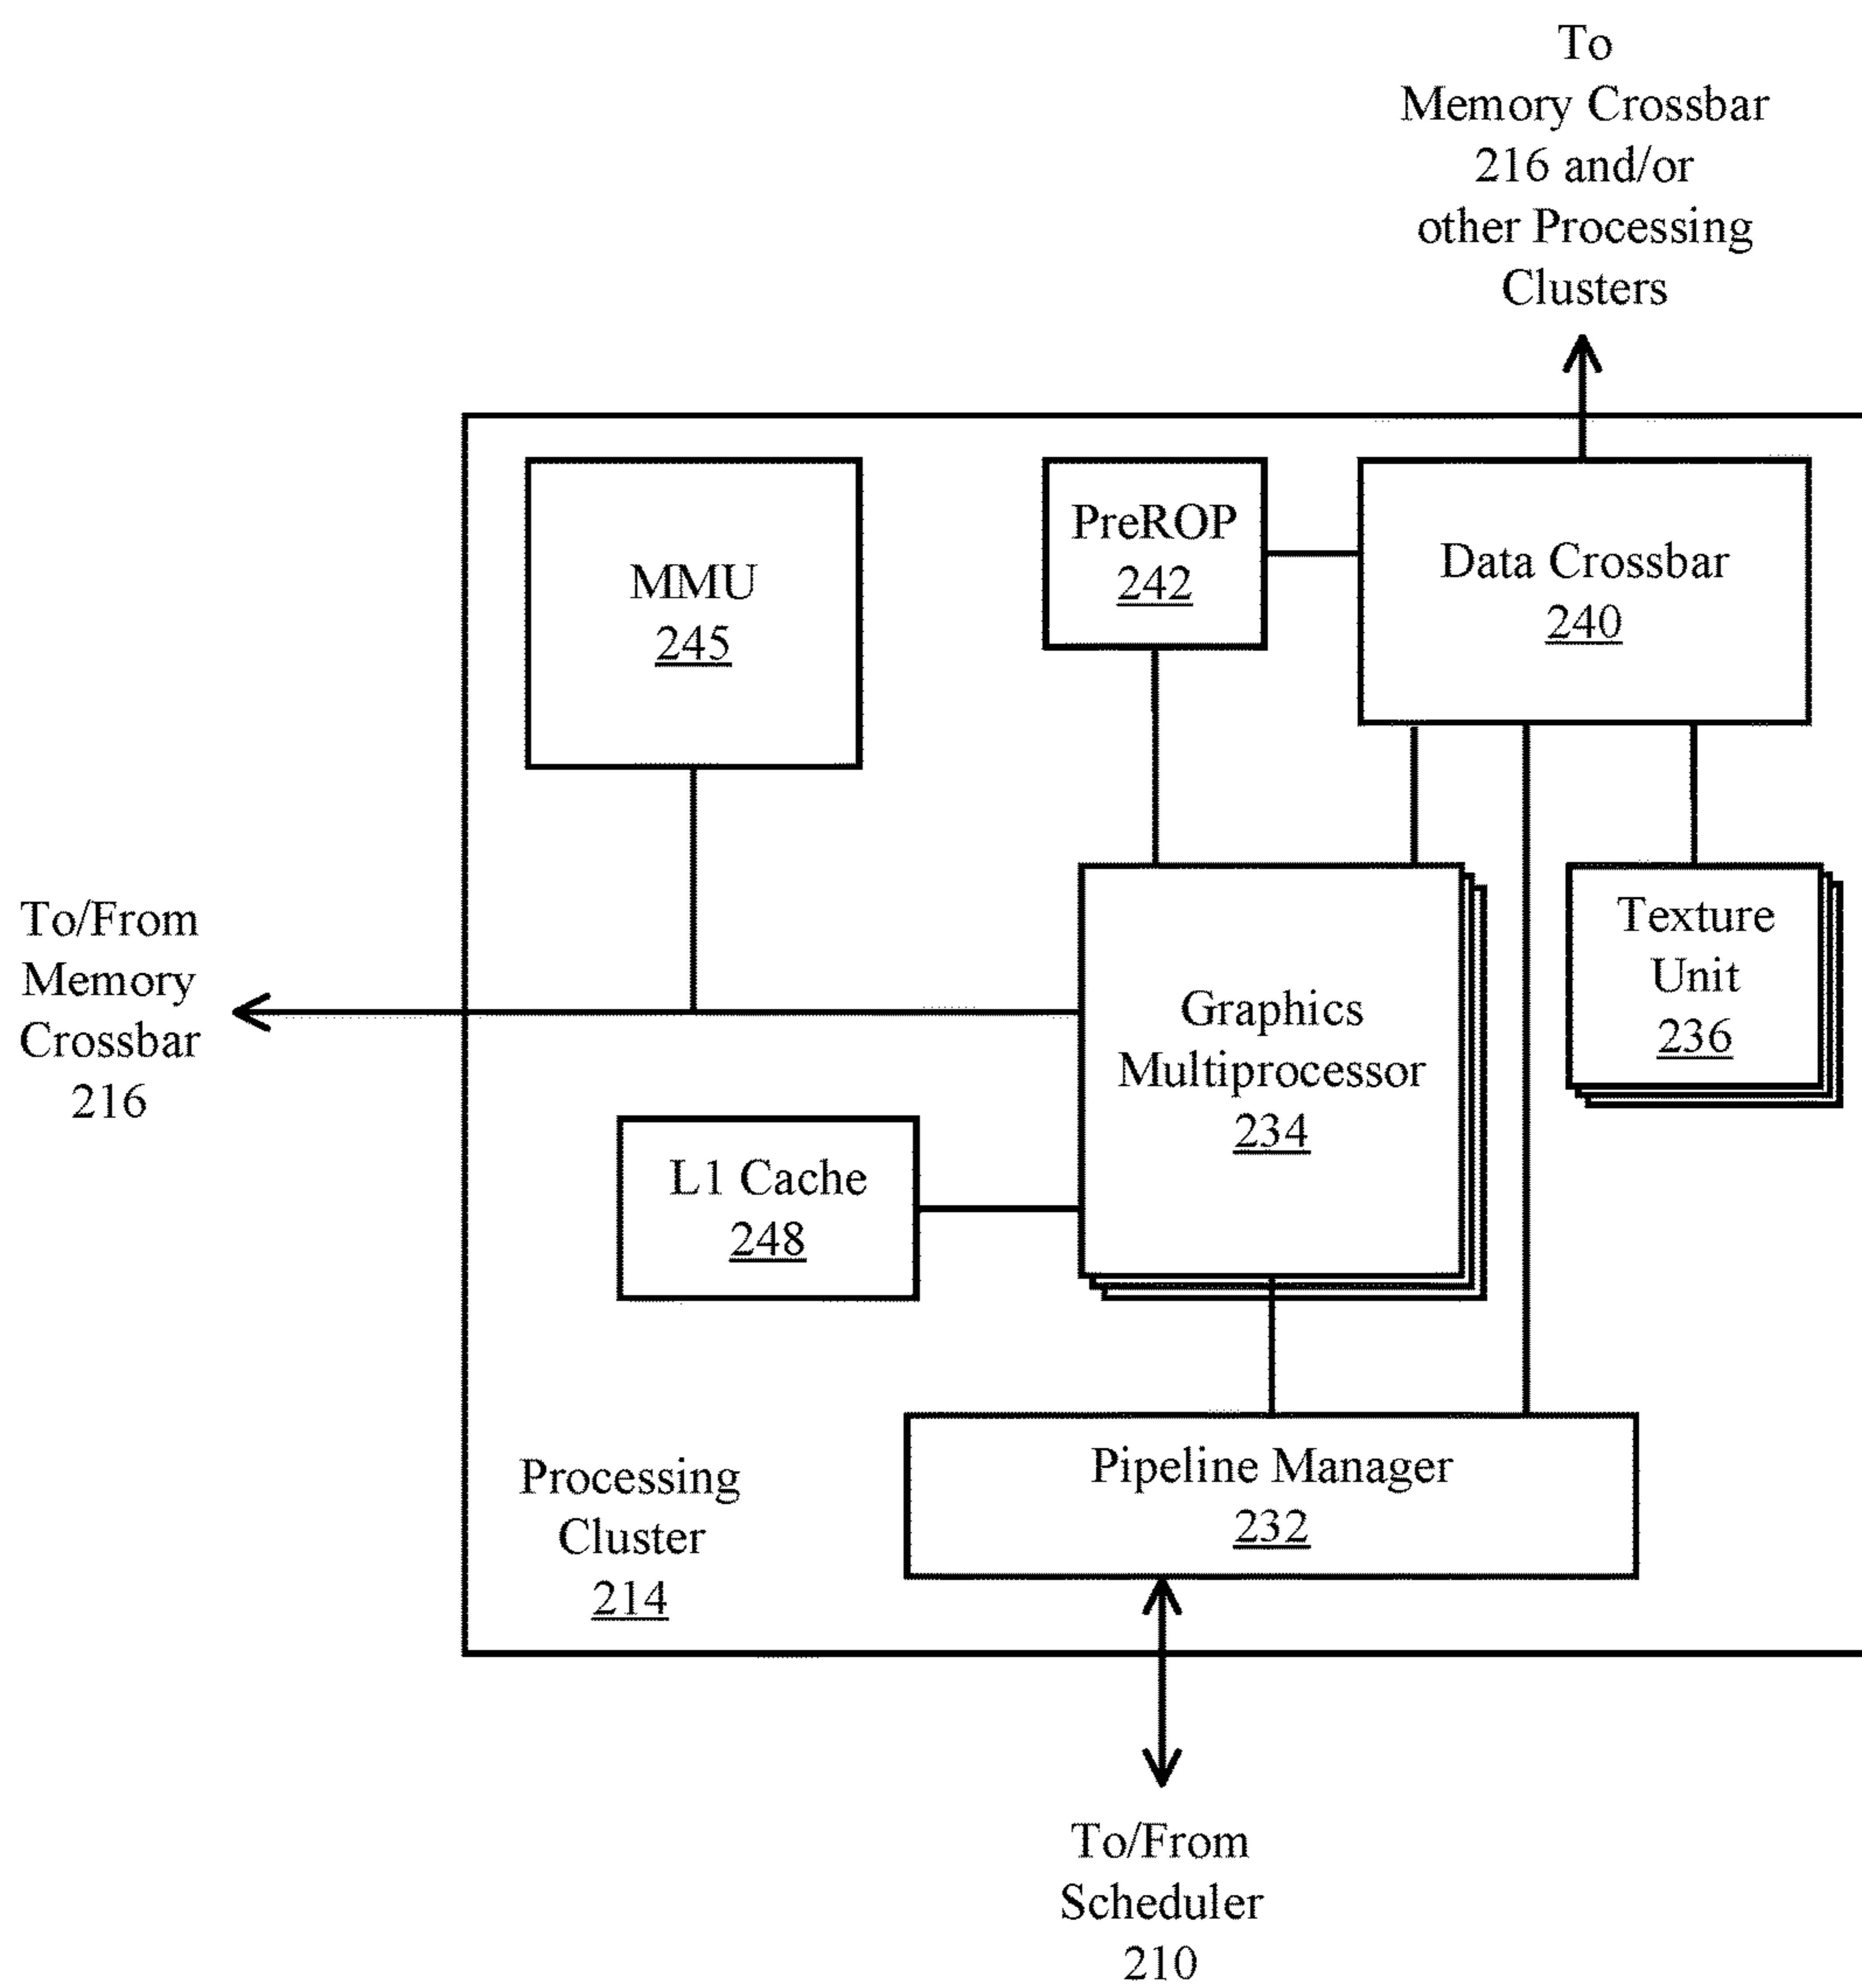 To
Memory Crossbar
216 and/or
other Processing
Clusters
MMU
245
PreROP
242
Data Crossbar
240
To/From
Memory
Crossbar
216
Graphics
Multiprocessor
234
Texture
Unit
236
L1 Cache
248
Processing
Cluster
214
Pipeline Manager
232
To/From
Scheduler
210